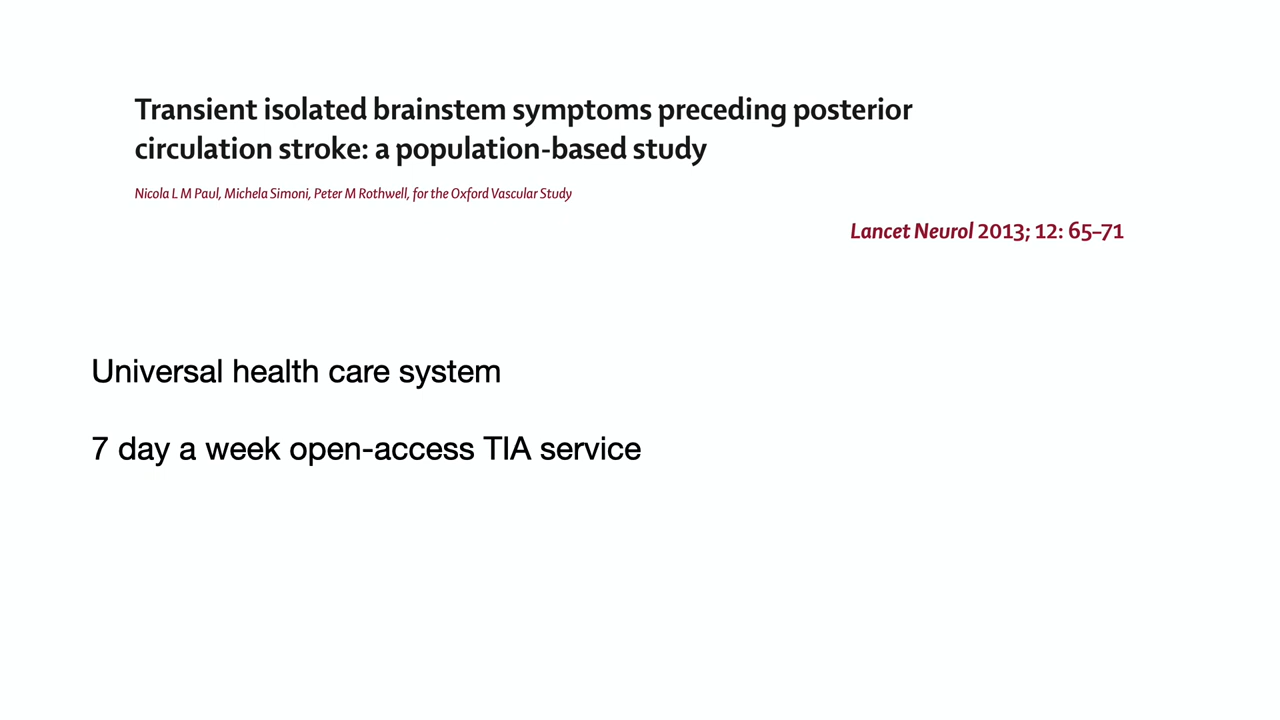 Transient isolated brainstem symptoms preceding posterior
circulation stroke: a population-based study
Nicola L M Paul, Michela Simoni, Peter M Rothwell, for the Oxford Vascular Study
Lancet Neurol 2013; 12: 65–71
Universal health care system
7 day a week open-access TIA service